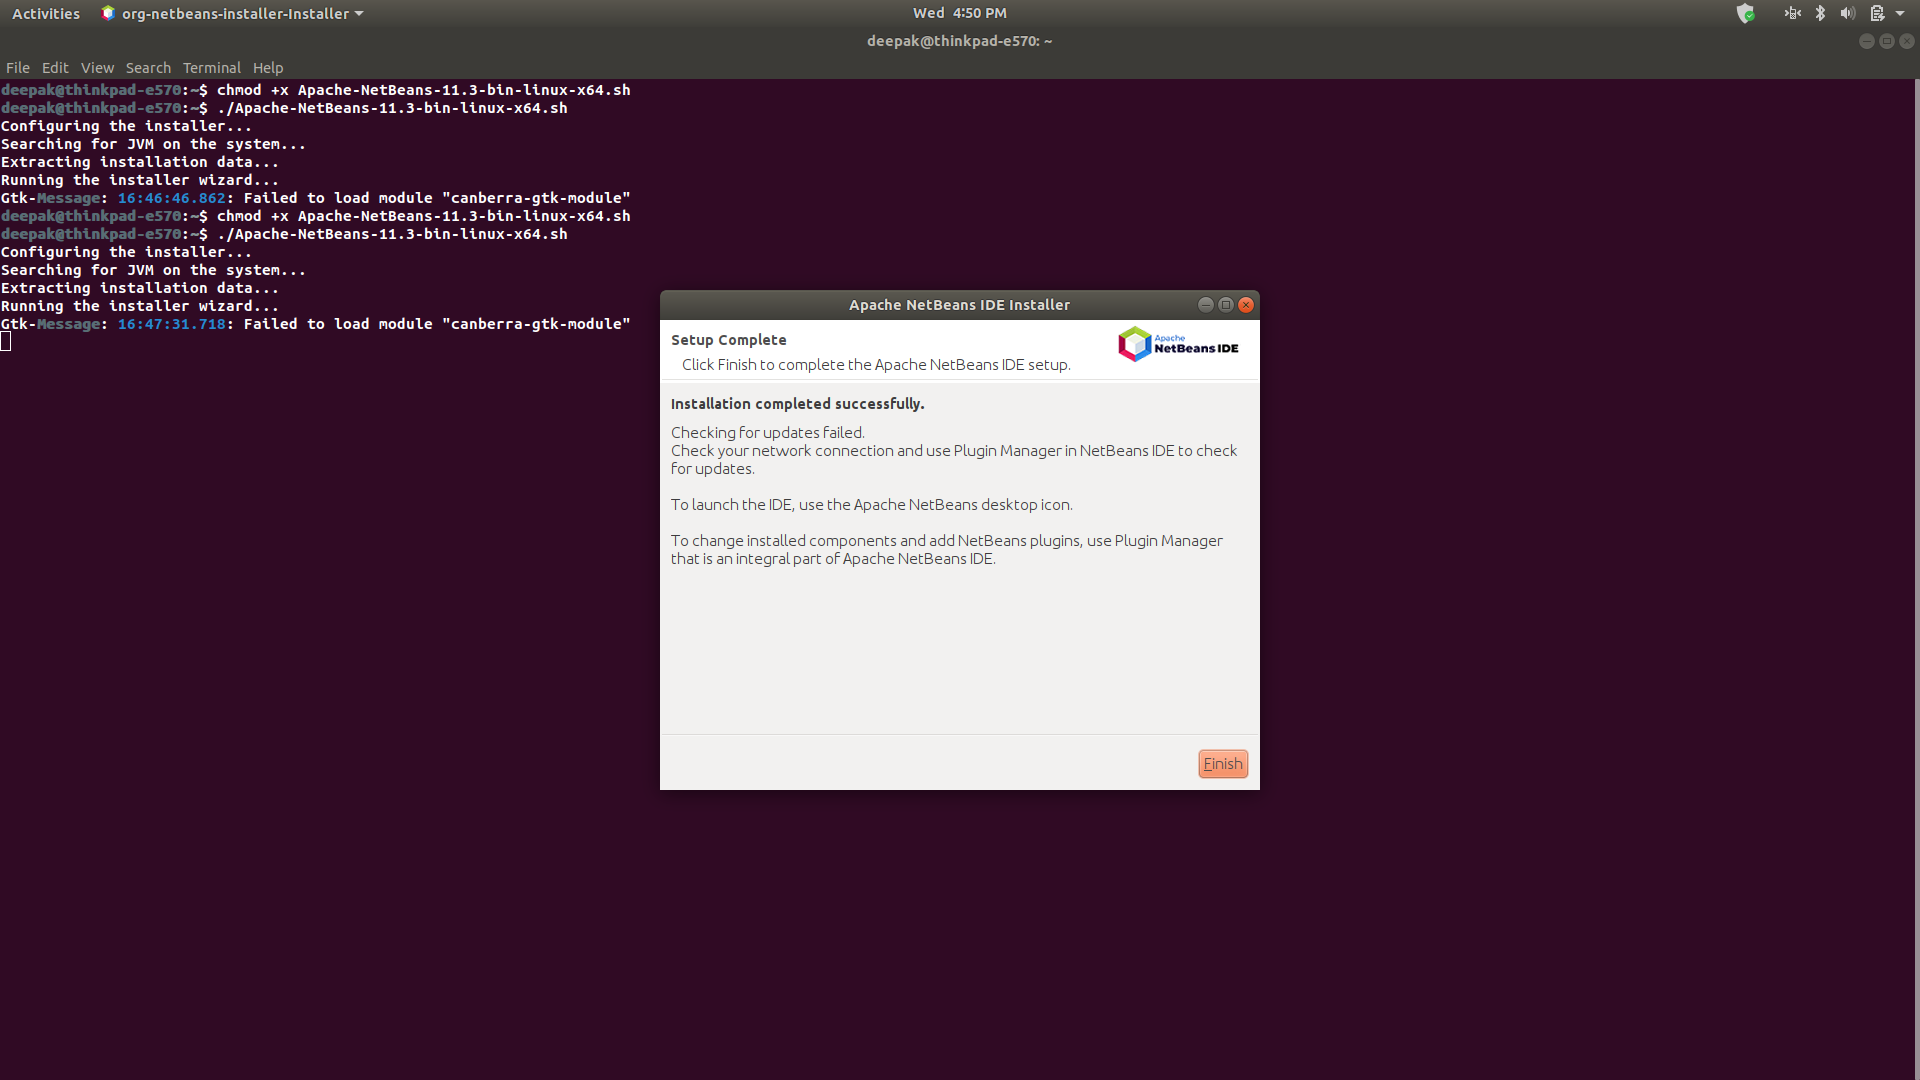 Activities org-netbeans-installer-Installer Wed 4:50 PM
deepak@thinkpad-e570: ~
File Edit View Search Terminal Help
deepak@thinkpad-e570:~$ chmod +x Apache-NetBeans-11.3-bin-linux-x64.sh
deepak@thinkpad-e570:~$ ./Apache-NetBeans-11.3-bin-linux-x64.sh
Configuring the installer...
Searching for JVM on the system...
Extracting installation data...
Running the installer wizard...
Gtk-Message: 16:46:46.862: Failed to load module "canberra-gtk-module"
deepak@thinkpad-e570:~$ chmod +x Apache-NetBeans-11.3-bin-linux-x64.sh
deepak@thinkpad-e570:~$ ./Apache-NetBeans-11.3-bin-linux-x64.sh
Configuring the installer...
Searching for JVM on the system...
Extracting installation data...
Running the installer wizard...
Gtk-Message: 16:47:31.718: Failed to load module "canberra-gtk-module"
Apache NetBeans IDE Installer
Setup Complete
Click Finish to complete the Apache NetBeans IDE setup.
Apache
NetBeans IDE
Installation completed successfully.
Checking for updates failed.
Check your network connection and use Plugin Manager in NetBeans IDE to check
for updates.
To launch the IDE, use the Apache NetBeans desktop icon.
To change installed components and add NetBeans plugins, use Plugin Manager
that is an integral part of Apache NetBeans IDE.
Finish